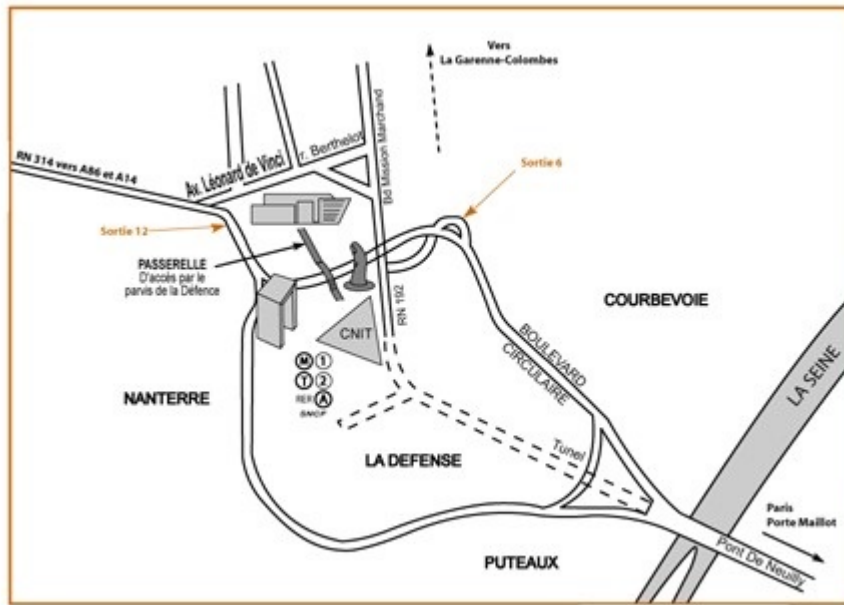 Vers
La Garenne-Colombes
RN 314 vers A86 et A14
Av. Léonard de Vinci
r. Berthelot
Bd Mission Marchand
Sortie 6
Sortie 12
PASSERELLE
D'accès par le
parvis de la Défence
RN 192
CNIT
COURBEVOIE
BOULEVARD
CIRCULAIRE
LA SEINE
M 1
T 2
RER A
SNCF
NANTERRE
LA DEFENSE
Tunel
Paris
Porte Maillot
Pont De Neuilly
PUTEAUX